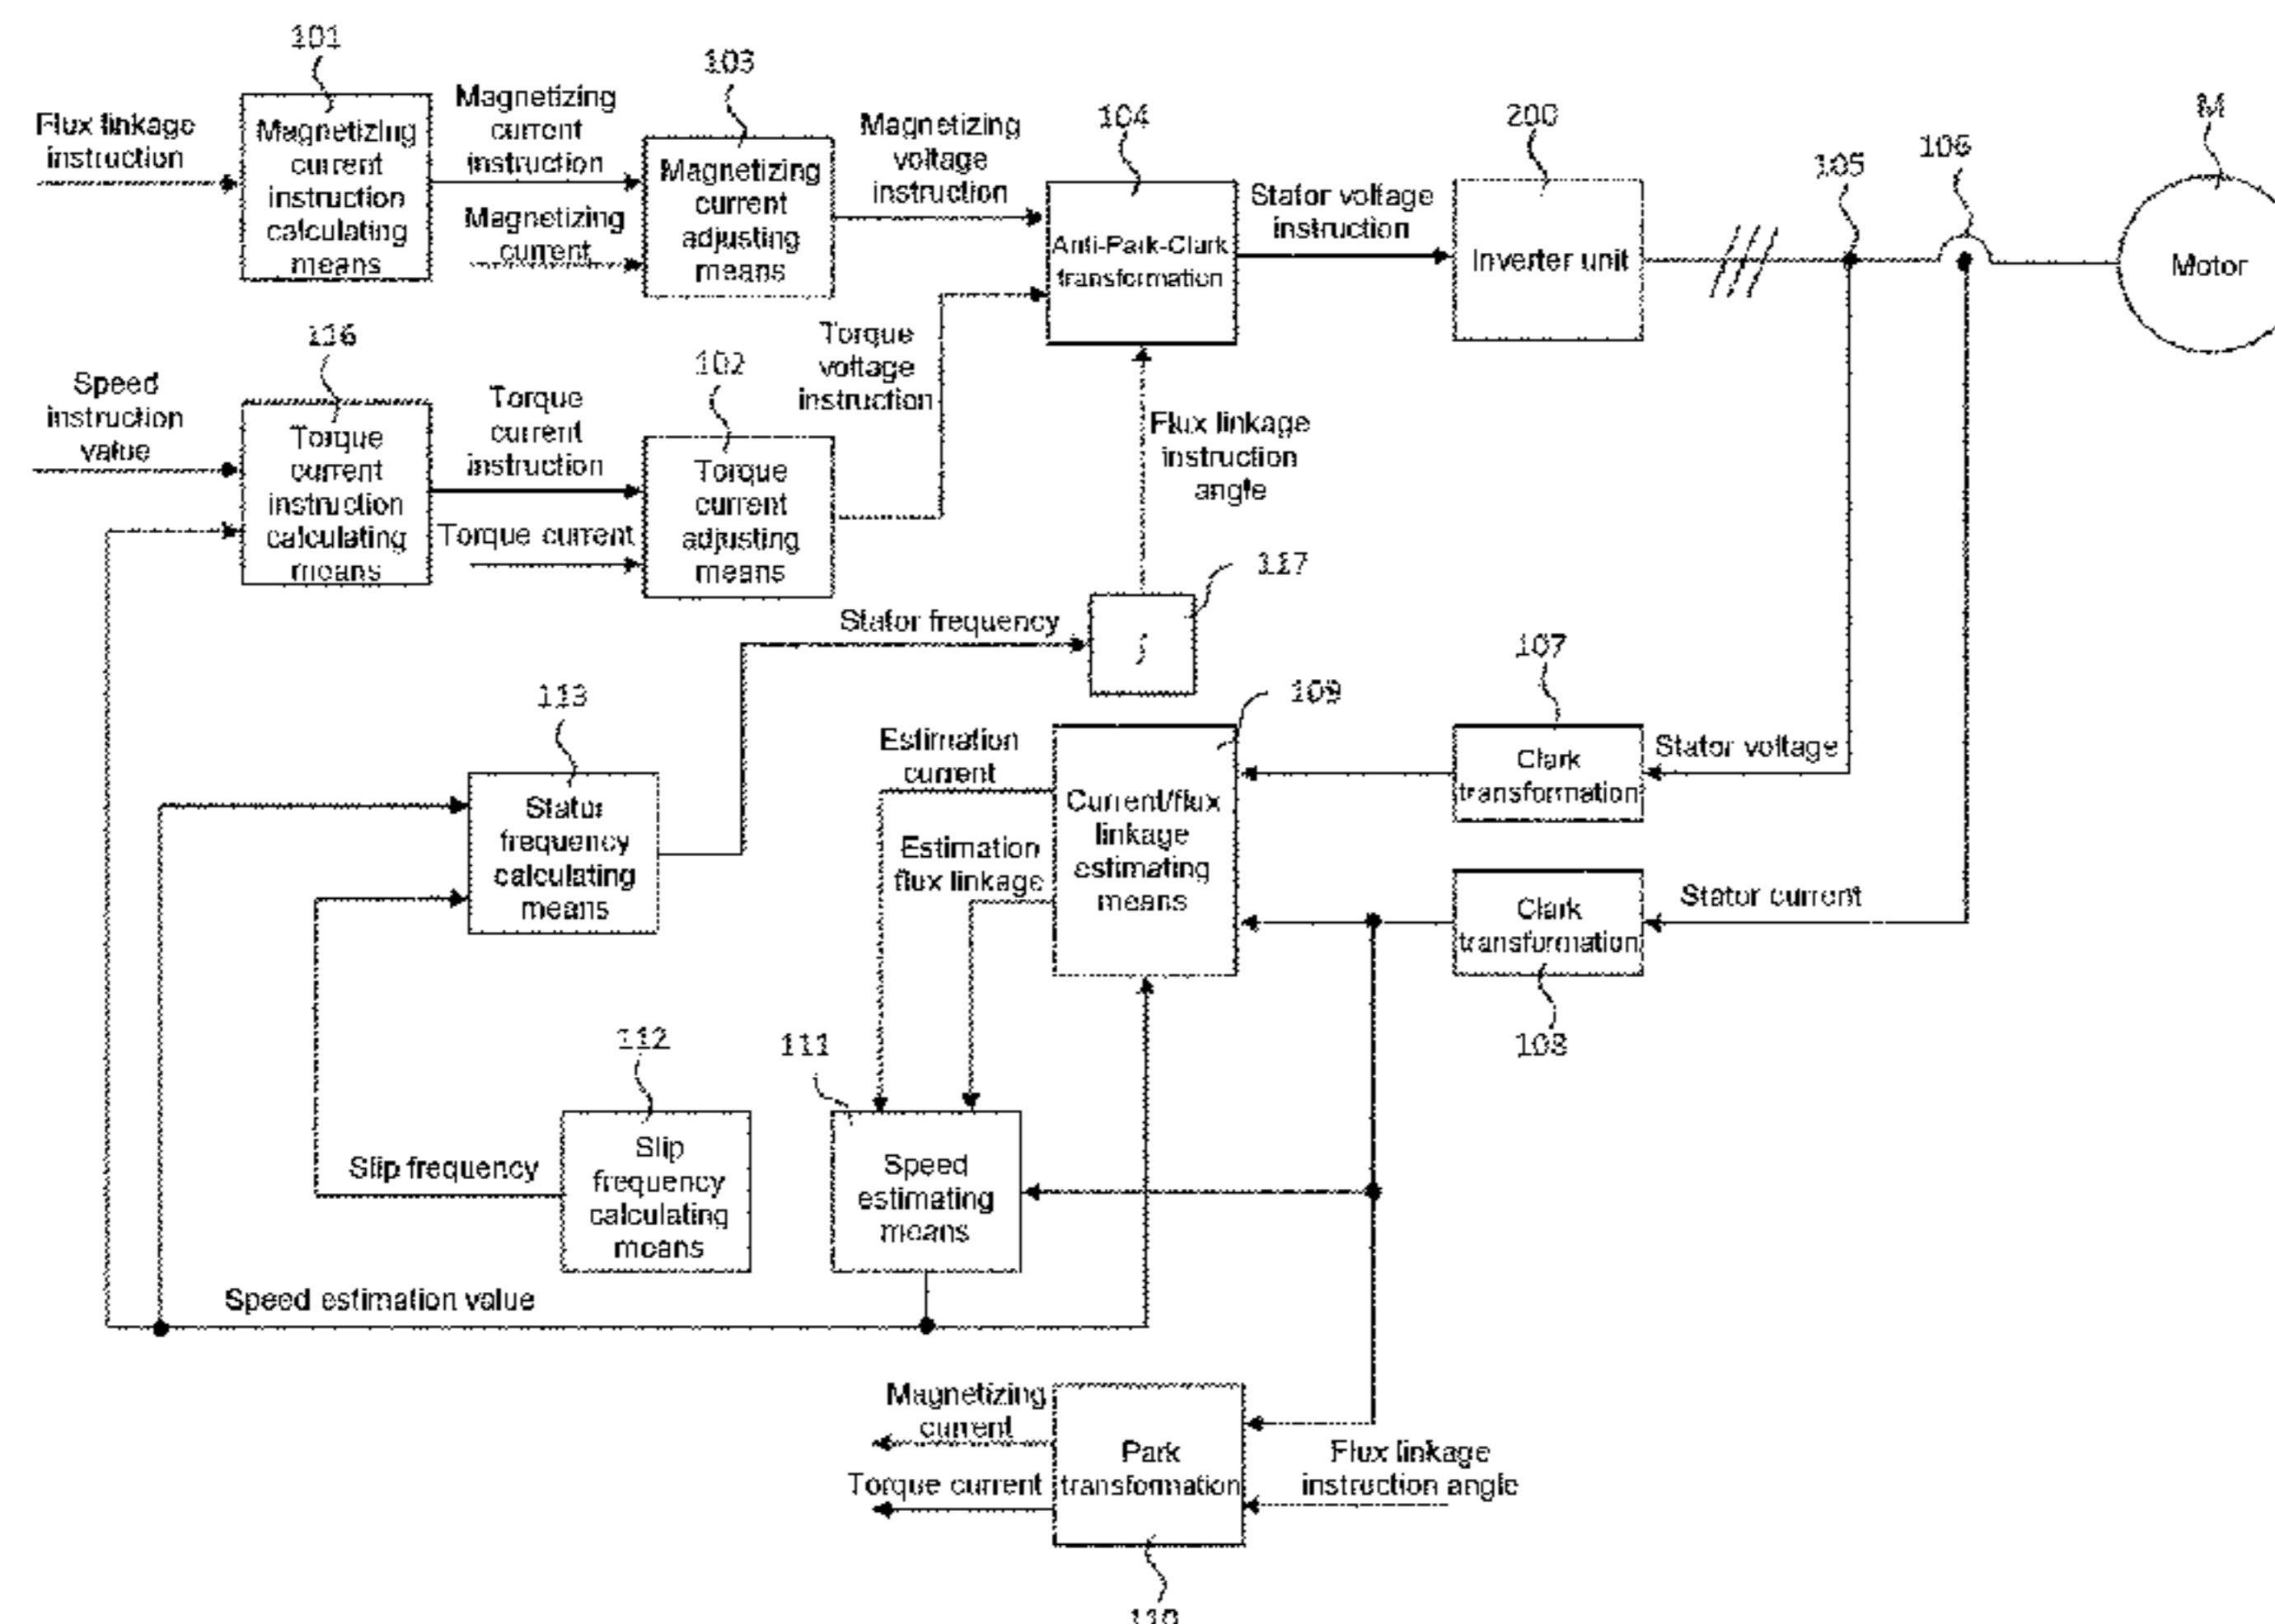 101
Flux linkage
instruction
Magnetizing
current
instruction
calculating
means
Magnetizing
current
instruction
Magnetizing
current
103
Magnetizing
current
adjusting
means
Magnetizing
voltage
instruction
104
Anti-Park-Clark
transformation
Stator voltage
instruction
200
Inverter unit
105
106
M
Motor
116
Speed
instruction
value
Torque
current
instruction
calculating
means
Torque
current
instruction
Torque current
102
Torque
current
adjusting
means
Torque
voltage
instruction
Flux linkage
instruction
angle
117
∫
Stator frequency
113
Stator
frequency
calculating
means
109
Estimation
current
Estimation
flux linkage
Current/flux
linkage
estimating
means
107
Clark
transformation
Stator voltage
Clark
transformation
108
Stator current
112
Slip
frequency
calculating
means
Slip frequency
111
Speed
estimating
means
Speed estimation value
Magnetizing
current
Torque current
Park
transformation
Flux linkage
instruction angle
110